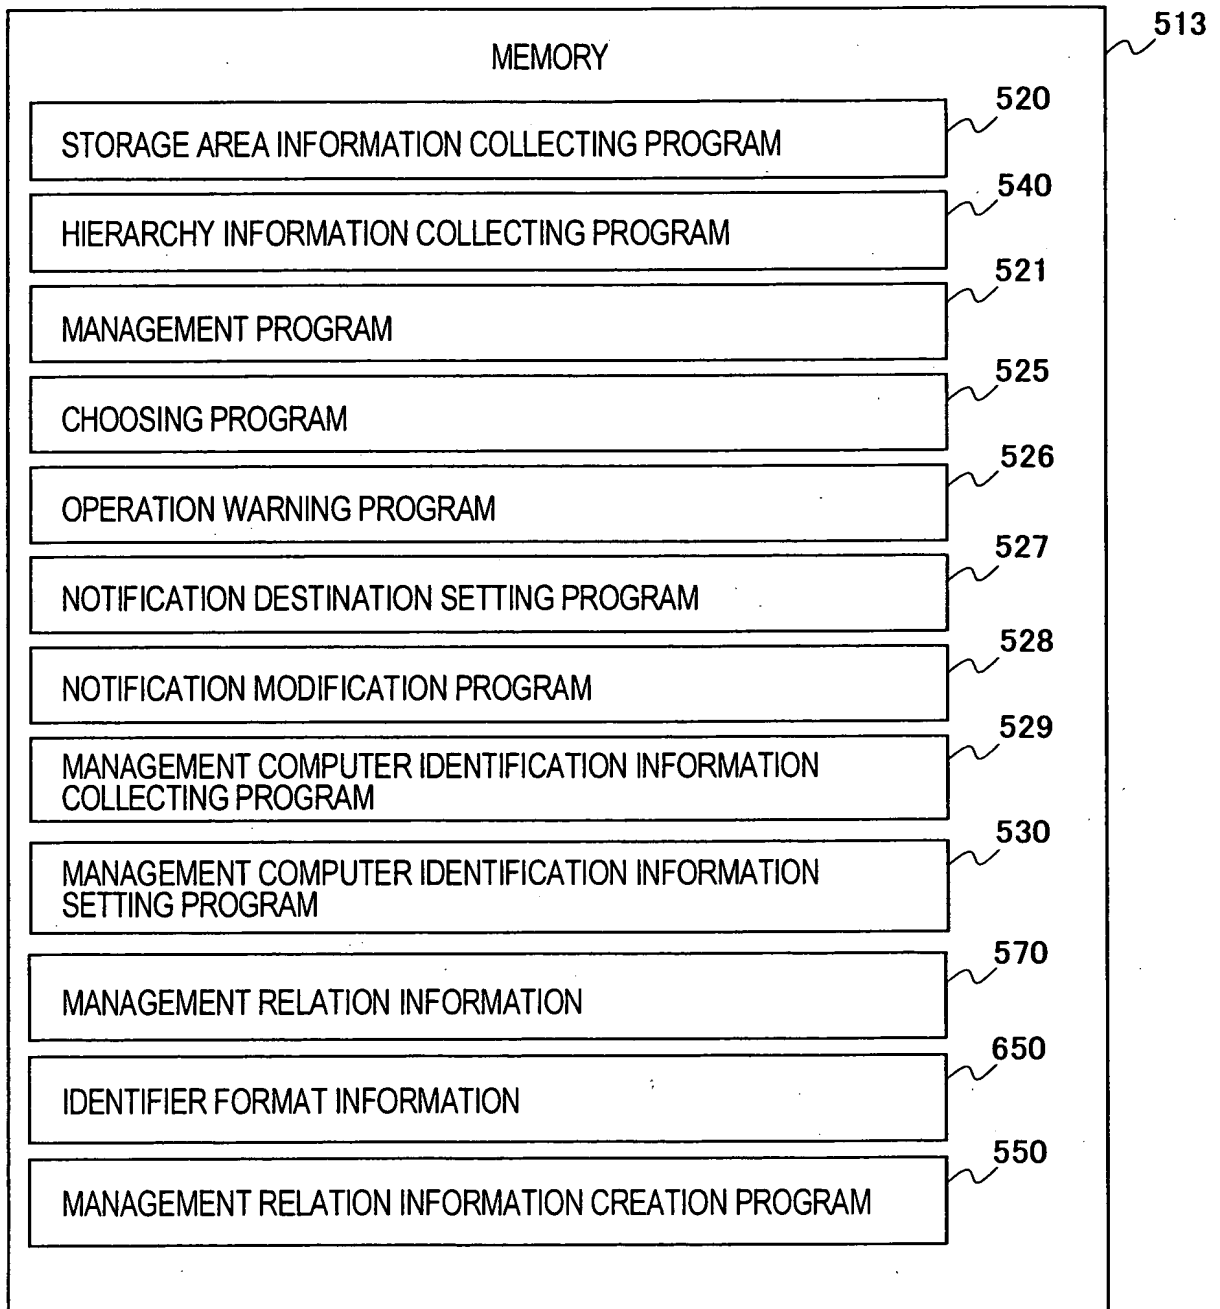 513
MEMORY
520
STORAGE AREA INFORMATION COLLECTING PROGRAM
540
HIERARCHY INFORMATION COLLECTING PROGRAM
521
MANAGEMENT PROGRAM
525
CHOOSING PROGRAM
526
OPERATION WARNING PROGRAM
527
NOTIFICATION DESTINATION SETTING PROGRAM
528
NOTIFICATION MODIFICATION PROGRAM
529
MANAGEMENT COMPUTER IDENTIFICATION INFORMATION
COLLECTING PROGRAM
530
MANAGEMENT COMPUTER IDENTIFICATION INFORMATION
SETTING PROGRAM
570
MANAGEMENT RELATION INFORMATION
650
IDENTIFIER FORMAT INFORMATION
550
MANAGEMENT RELATION INFORMATION CREATION PROGRAM